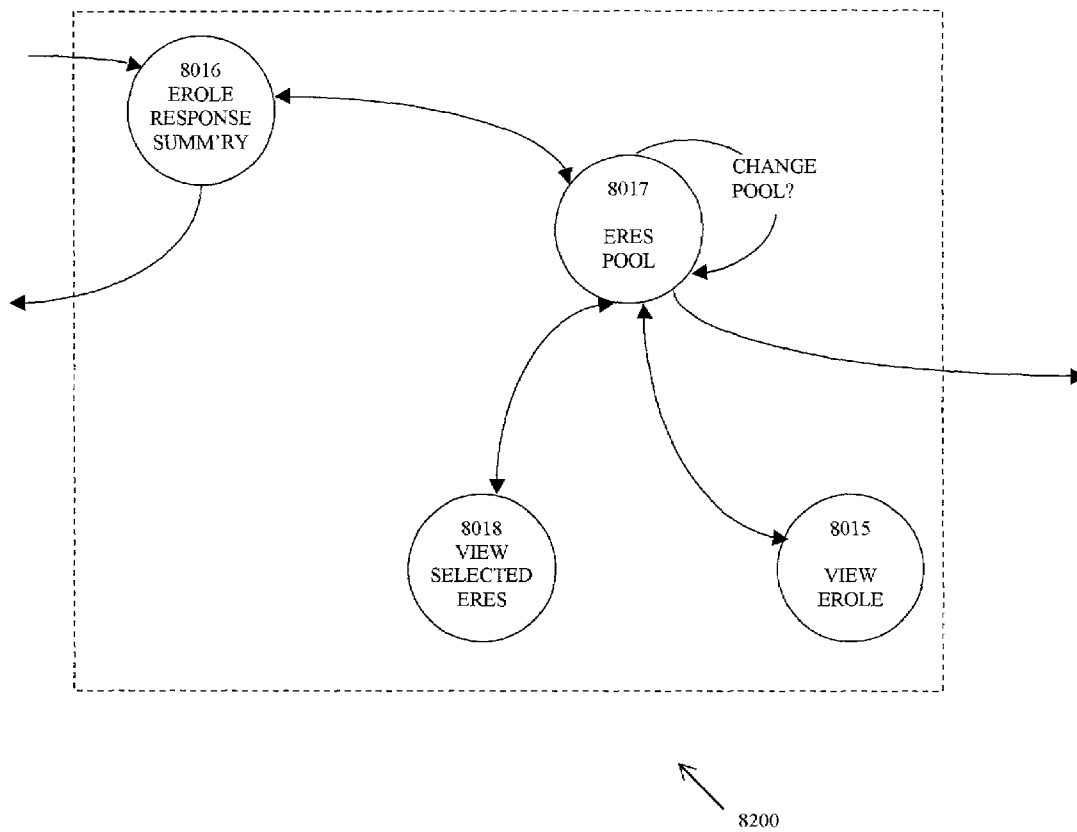 8016
EROLE
RESPONSE
SUMM'RY
8017
ERES
POOL
CHANGE
POOL?
8018
VIEW
SELECTED
ERES
8015
VIEW
EROLE
8200